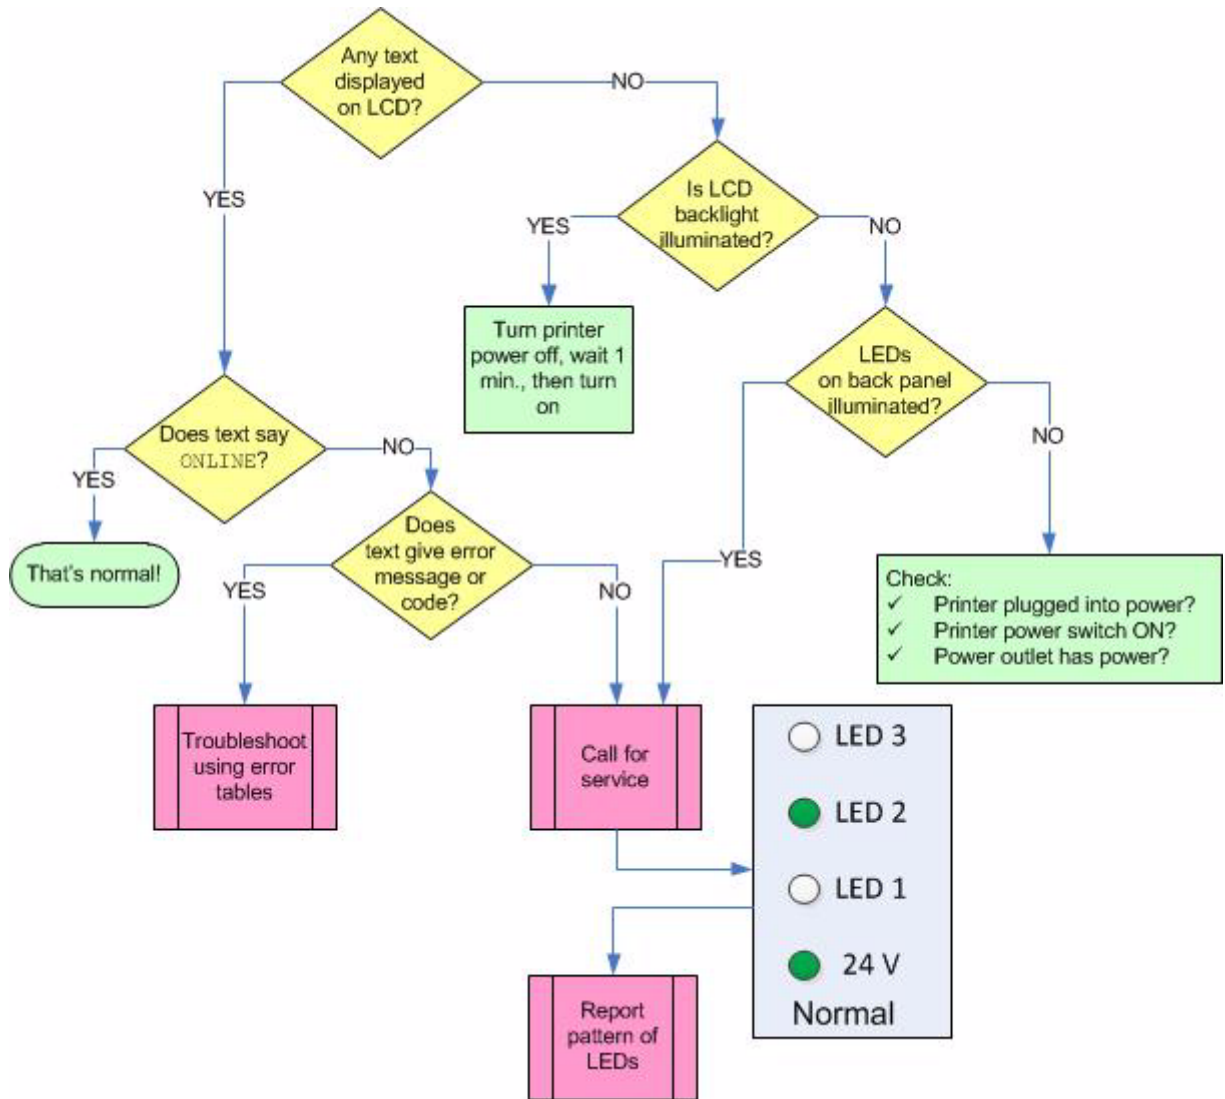 Any text
displayed
on LCD?
NO
YES
Is LCD
backlight
illuminated?
YES
NO
Turn printer
power off, wait 1
min., then turn
on
LEDs
on back panel
illuminated?
NO
YES
Does text say
ONLINE?
NO
YES
That's normal!
Does
text give error
message or
code?
YES
NO
Check:
✓ Printer plugged into power?
✓ Printer power switch ON?
✓ Power outlet has power?
Troubleshoot
using error
tables
Call for
service
LED 3
LED 2
LED 1
24 V
Normal
Report
pattern of
LEDs